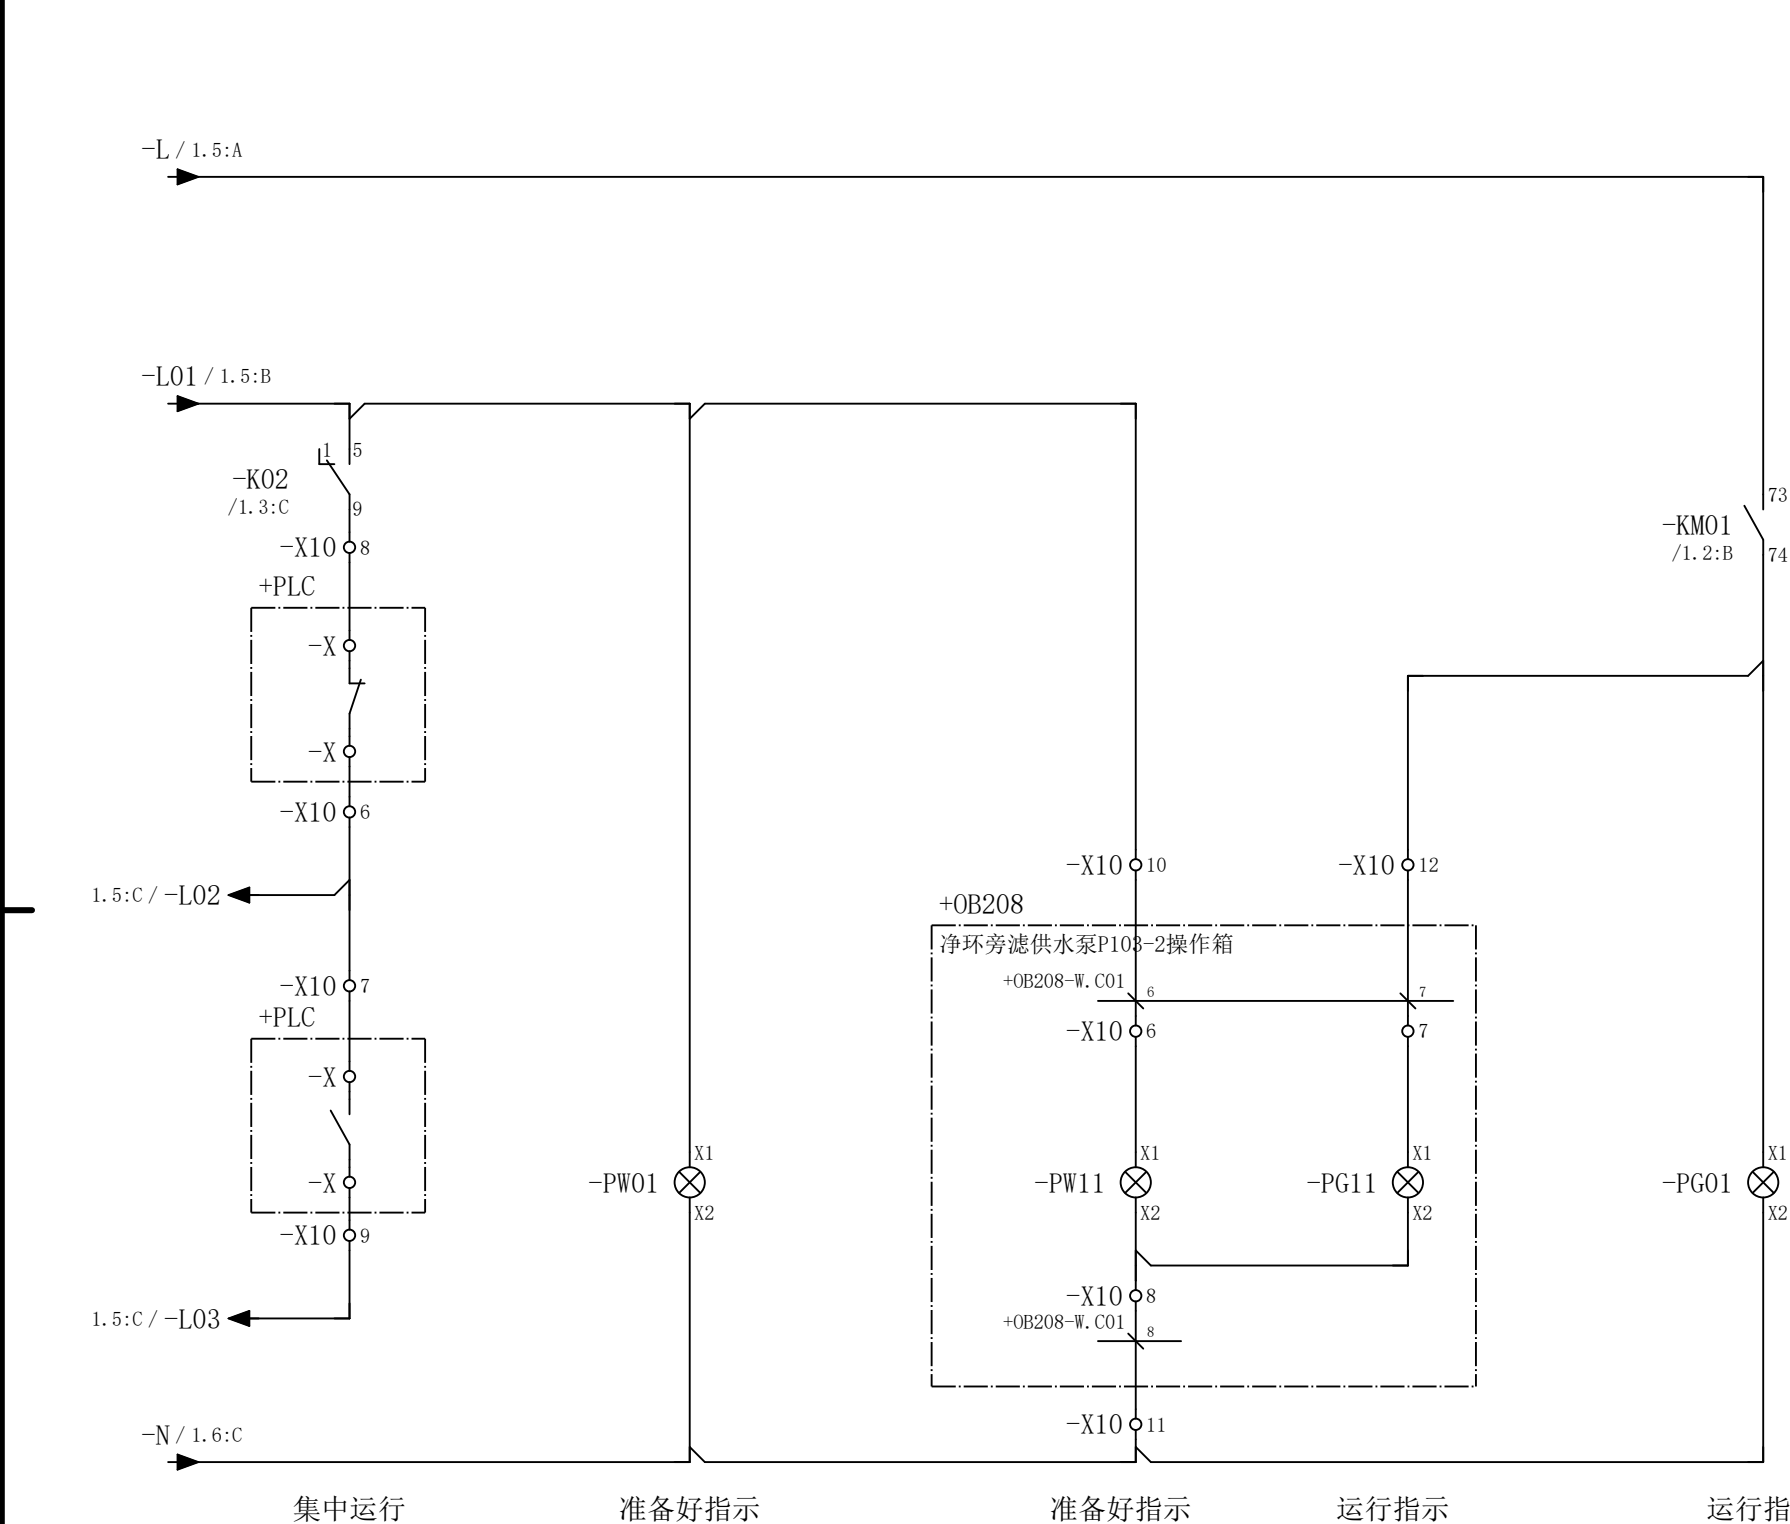 -L / 1.5:A
-L01 / 1.5:B
1 5
-K02
/1.3:C
9
73
-KM01
/1.2:B
74
-X10 8
+PLC
-X
-X
-X10 6
-X10 10
-X10 12
1.5:C / -L02
+OB208
净环旁滤供水泵P103-2操作箱
+OB208-W.C01 6 7
-X10 7
+PLC
-X10 6 7
-X
X1 X1 X1 X1
-X
-PW01
-PW11
-PG11
-PG01
X2 X2 X2 X2
-X10 9
-X10 8
1.5:C / -L03
+OB208-W.C01 8
-X10 11
-N / 1.6:C
集中运行 准备好指示 准备好指示 运行指示 运行指